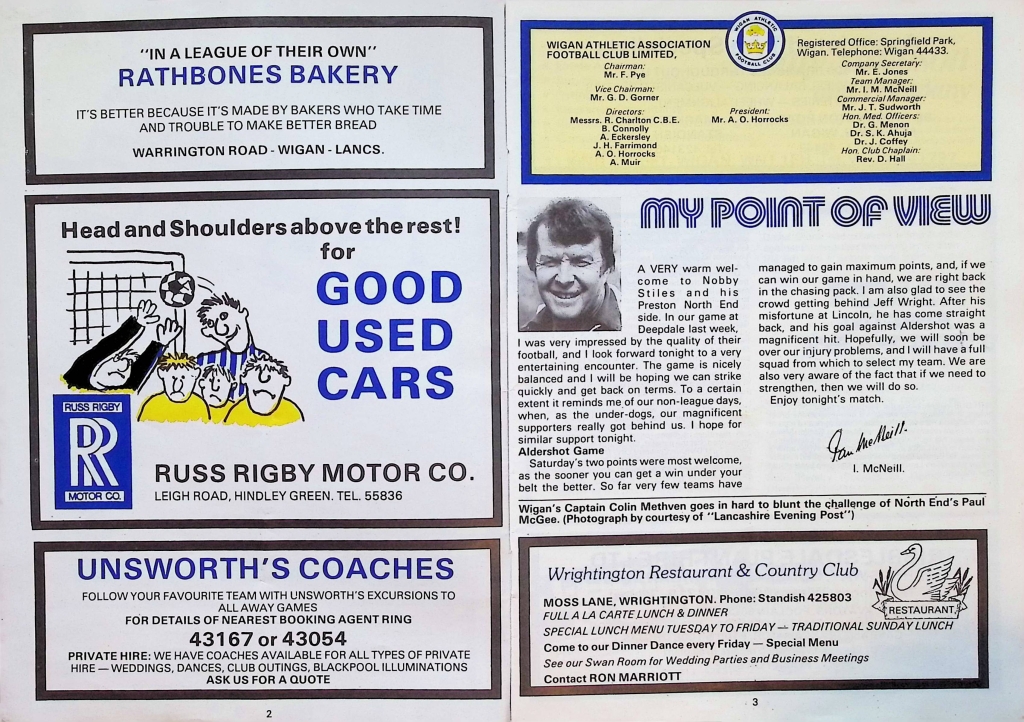 "IN A LEAGUE OF THEIR OWN"
RATHBONES BAKERY
IT'S BETTER BECAUSE IT'S MADE BY BAKERS WHO TAKE TIME
AND TROUBLE TO MAKE BETTER BREAD
WARRINGTON ROAD - WIGAN - LANCS.
Head and Shoulders above the rest!
for
GOOD
USED
CARS
RUSS RIGBY
RR
MOTOR CO.
RUSS RIGBY MOTOR CO.
LEIGH ROAD, HINDLEY GREEN. TEL. 55836
UNSWORTH'S COACHES
FOLLOW YOUR FAVOURITE TEAM WITH UNSWORTH'S EXCURSIONS TO
ALL AWAY GAMES
FOR DETAILS OF NEAREST BOOKING AGENT RING
43167 or 43054
PRIVATE HIRE: WE HAVE COACHES AVAILABLE FOR ALL TYPES OF PRIVATE
HIRE — WEDDINGS, DANCES, CLUB OUTINGS, BLACKPOOL ILLUMINATIONS
ASK US FOR A QUOTE
2
WIGAN ATHLETIC ASSOCIATION
FOOTBALL CLUB LIMITED,
Chairman:
Mr. F. Pye
Vice Chairman:
Mr. G. D. Gorner
Directors:
Messrs. R. Charlton C.B.E.
B. Connolly
A. Eckersley
J. H. Farrimond
A. O. Horrocks
A. Muir
WIGAN ATHLETIC
FOOTBALL CLUB
President:
Mr. A. O. Horrocks
Registered Office: Springfield Park,
Wigan. Telephone: Wigan 44433.
Company Secretary:
Mr. E. Jones
Team Manager:
Mr. I. M. McNeill
Commercial Manager:
Mr. J. T. Sudworth
Hon. Med. Officers:
Dr. G. Menon
Dr. S. K. Ahuja
Dr. J. Coffey
Hon. Club Chaplain:
Rev. D. Hall
MY POINT OF VIEW
A VERY warm wel-
come to Nobby
Stiles and his
Preston North End
side. In our game at
Deepdale last week,
I was very impressed by the quality of their
football, and I look forward tonight to a very
entertaining encounter. The game is nicely
balanced and I will be hoping we can strike
quickly and get back on terms. To a certain
extent it reminds me of our non-league days,
when, as the under-dogs, our magnificent
supporters really got behind us. I hope for
similar support tonight.
Aldershot Game
Saturday's two points were most welcome,
as the sooner you can get a win under your
belt the better. So far very few teams have
managed to gain maximum points, and, if we
can win our game in hand, we are right back
in the chasing pack. I am also glad to see the
crowd getting behind Jeff Wright. After his
misfortune at Lincoln, he has come straight
back, and his goal against Aldershot was a
magnificent hit. Hopefully, we will soon be
over our injury problems, and I will have a full
squad from which to select my team. We are
also very aware of the fact that if we need to
strengthen, then we will do so.
Enjoy tonight's match.
Ian McNeill.
I. McNeill.
Wigan's Captain Colin Methven goes in hard to blunt the challenge of North End's Paul
McGee. (Photograph by courtesy of "Lancashire Evening Post")
Wrightington Restaurant & Country Club
MOSS LANE, WRIGHTINGTON. Phone: Standish 425803
FULL A LA CARTE LUNCH & DINNER
SPECIAL LUNCH MENU TUESDAY TO FRIDAY — TRADITIONAL SUNDAY LUNCH
Come to our Dinner Dance every Friday — Special Menu
See our Swan Room for Wedding Parties and Business Meetings
Contact RON MARRIOTT
RESTAURANT
3